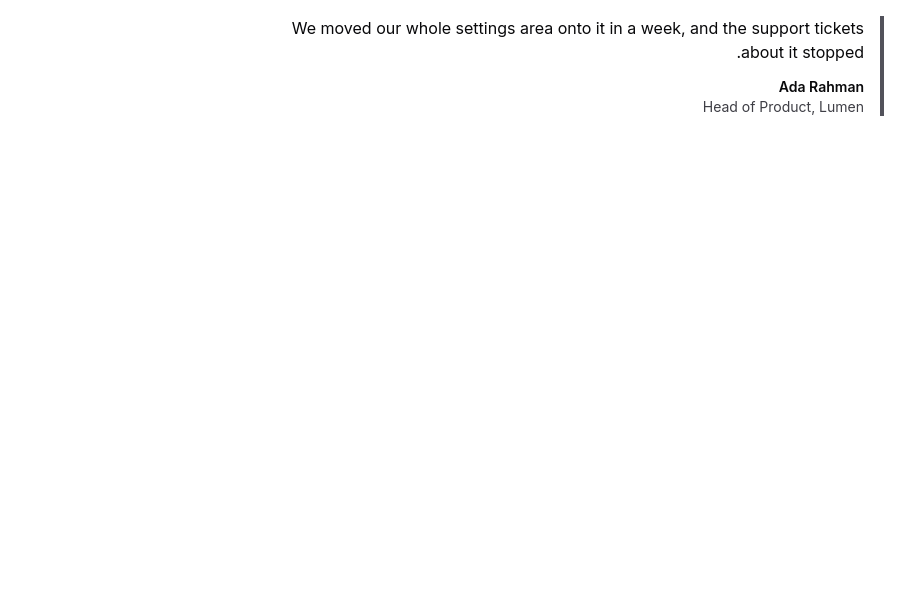 We moved our whole settings area onto it in a week, and the support tickets
.about it stopped
Ada Rahman
Head of Product, Lumen